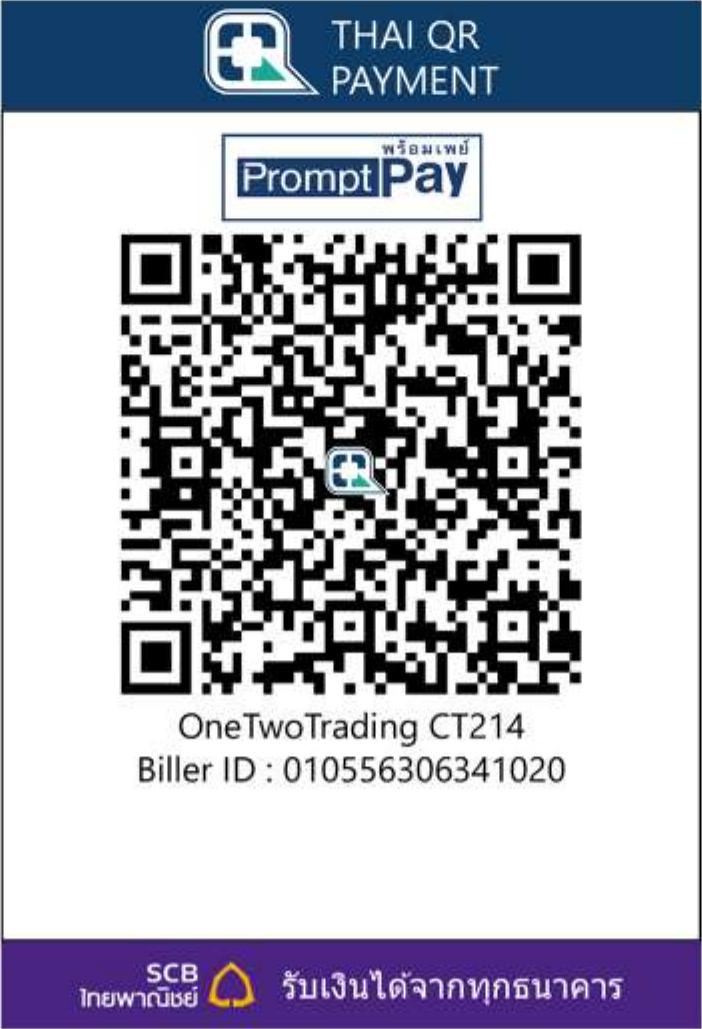 THAI QR
PAYMENT
พร้อมเพย์
PromptPay
OneTwoTrading CT214
Biller ID : 010556306341020
SCB
ไทยพาณิชย์
รับเงินได้จากทุกธนาคาร